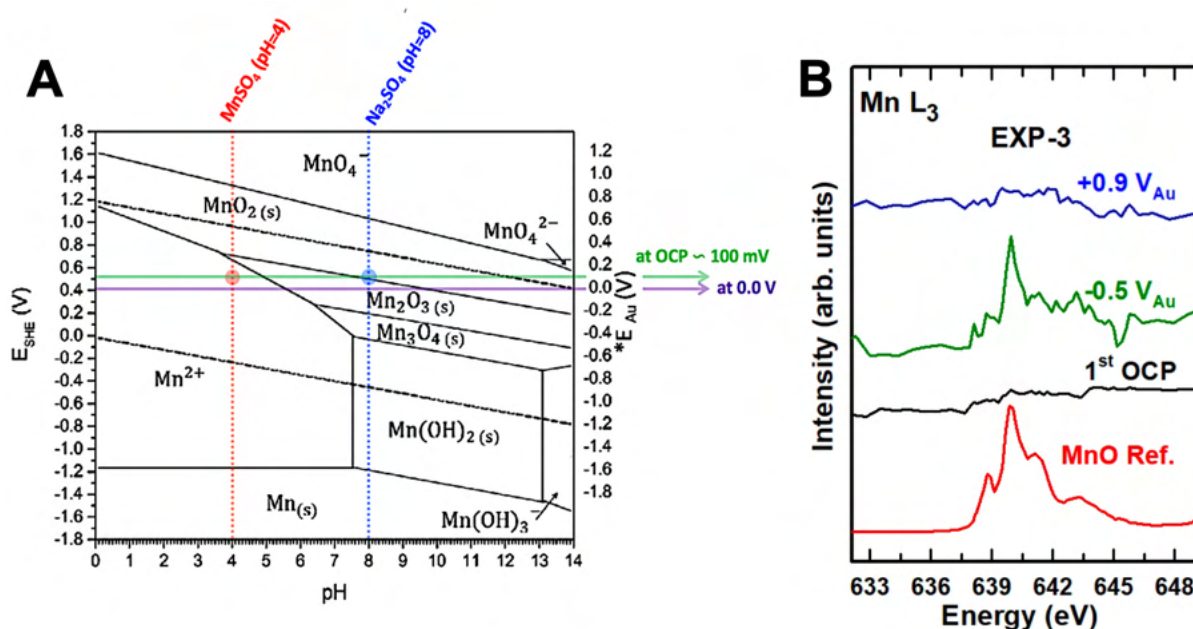 A
MnSO₄ (pH=4)
Na₂SO₄ (pH=8)
1.8
1.6
1.4
1.2
1.0
0.8
0.6
0.4
0.2
0.0
-0.2
-0.4
-0.6
-0.8
-1.0
-1.2
-1.4
-1.6
-1.8
E_SHE (V)
MnO₄⁻
MnO₂ (s)
MnO₄²⁻
Mn₂O₃ (s)
Mn₃O₄ (s)
Mn²⁺
Mn(OH)₂ (s)
Mn(s)
Mn(OH)₃⁻
1.2
1.0
0.8
0.6
0.4
0.2
0.0
-0.2
-0.4
-0.6
-0.8
-1.0
-1.2
-1.4
-1.6
-1.8
*E_Au (V)
at OCP ~ 100 mV
at 0.0 V
0 1 2 3 4 5 6 7 8 9 10 11 12 13 14
pH
B
Mn L₃
EXP-3
+0.9 V_Au
-0.5 V_Au
1st OCP
MnO Ref.
Intensity (arb. units)
633 636 639 642 645 648
Energy (eV)